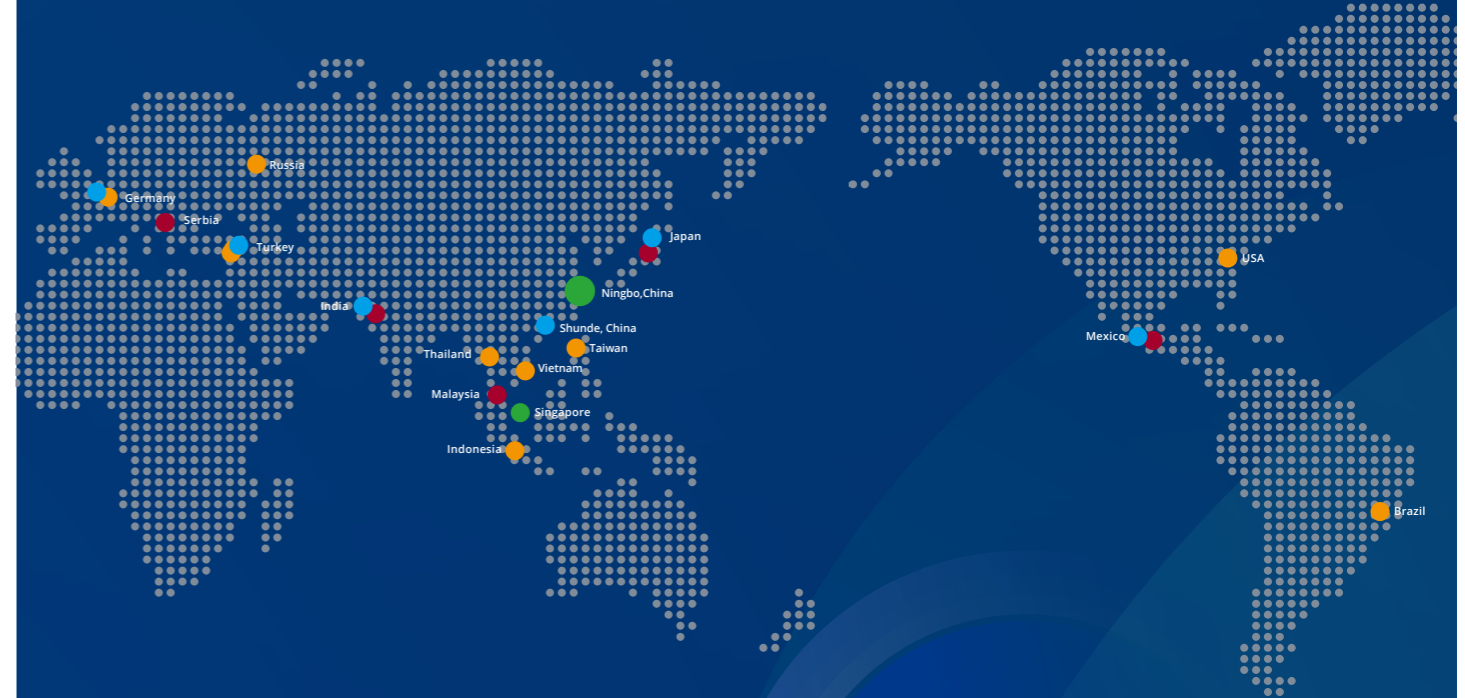 Russia
Germany
Serbia
Japan
Turkey
USA
Ningbo,China
India
Shunde, China
Mexico
Taiwan
Thailand
Vietnam
Malaysia
Singapore
Indonesia
Brazil